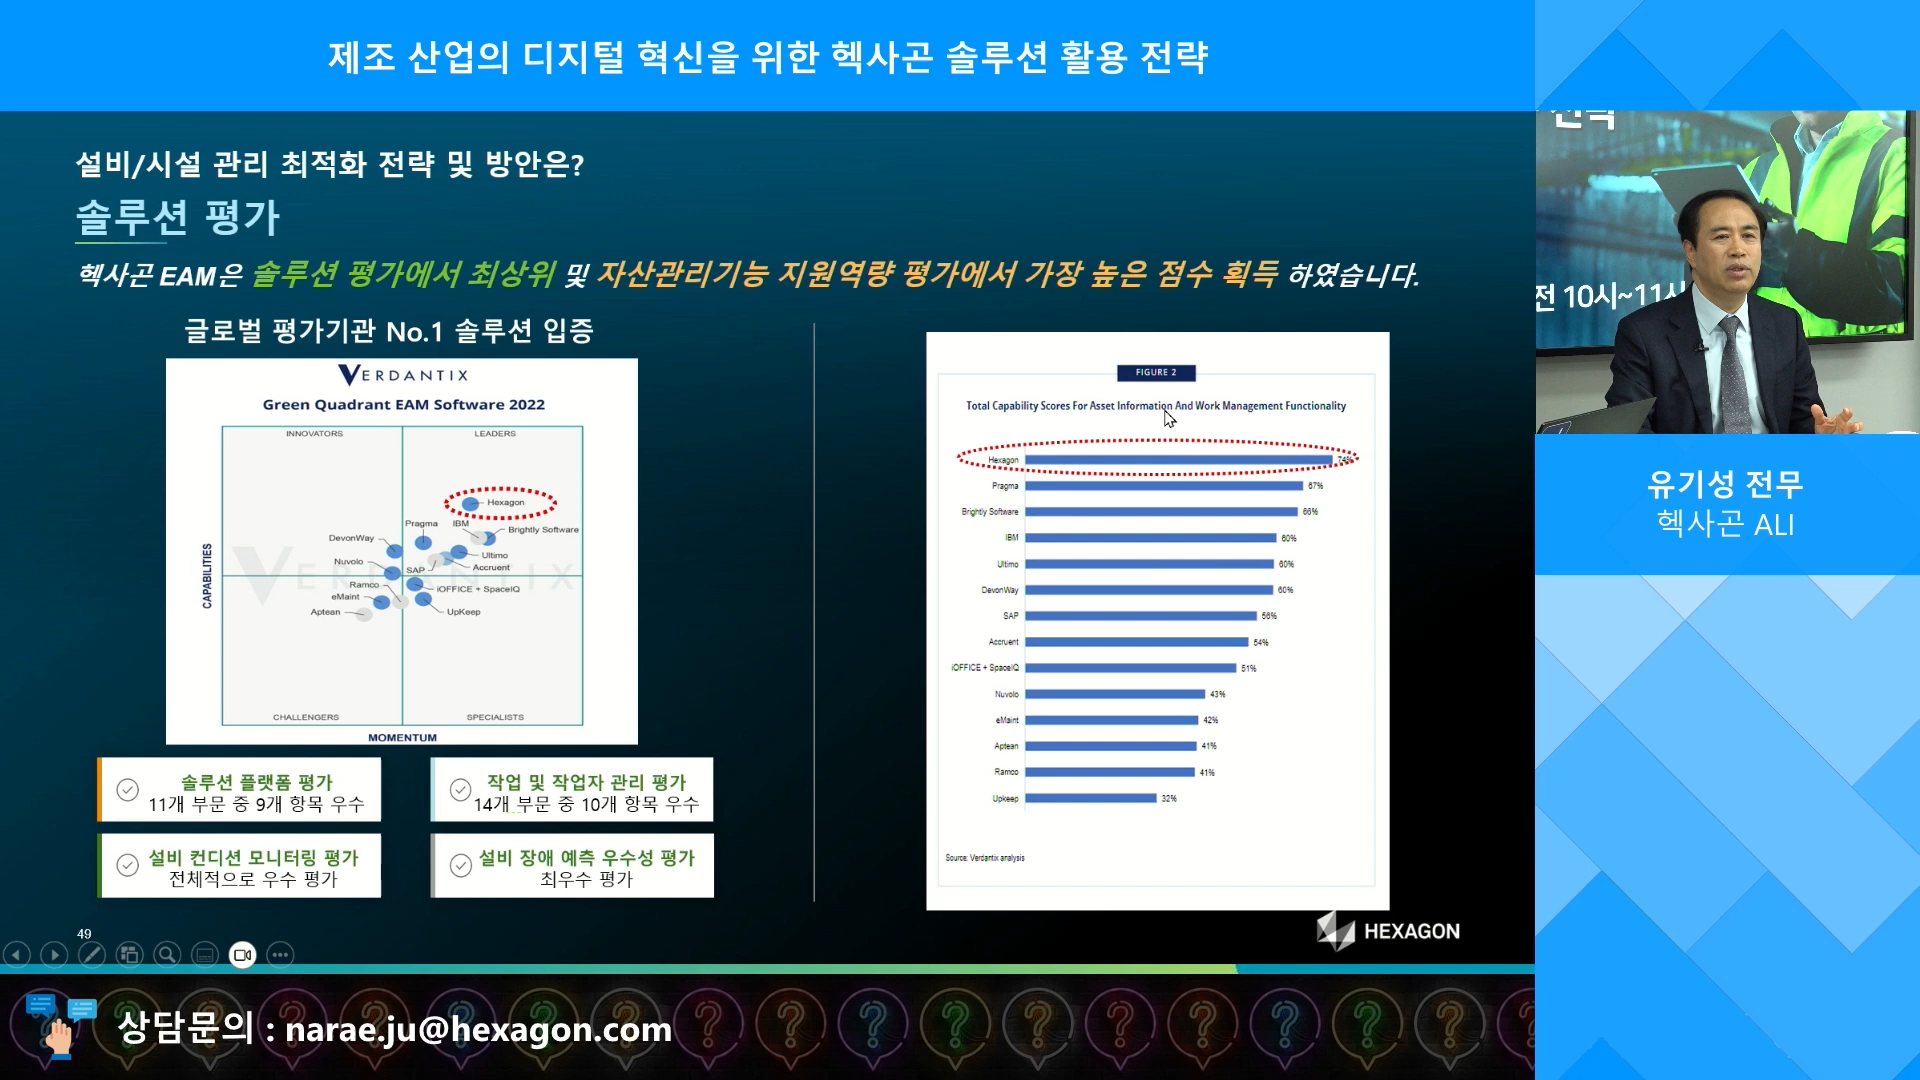 제조 산업의 디지털 혁신을 위한 헥사곤 솔루션 활용 전략
설비/시설 관리 최적화 전략 및 방안은?
솔루션 평가
헥사곤 EAM은 솔루션 평가에서 최상위 및 자산관리기능 지원역량 평가에서 가장 높은 점수 획득 하였습니다.
글로벌 평가기관 No.1 솔루션 입증
VERDANTIX
Green Quadrant EAM Software 2022
INNOVATORS
LEADERS
Hexagon
Pragma
IBM
Brightly Software
DevonWay
Ultimo
Nuvolo
SAP
Accruent
Ramco
iOFFICE + SpaceIQ
eMaint
Aptean
UpKeep
VERDANTIX
CAPABILITIES
CHALLENGERS
SPECIALISTS
MOMENTUM
솔루션 플랫폼 평가
11개 부문 중 9개 항목 우수
작업 및 작업자 관리 평가
14개 부문 중 10개 항목 우수
설비 컨디션 모니터링 평가
전체적으로 우수 평가
설비 장애 예측 우수성 평가
최우수 평가
FIGURE 2
Total Capability Scores For Asset Information And Work Management Functionality
Hexagon 74%
Pragma 67%
Brightly Software 66%
IBM 60%
Ultimo 60%
DevonWay 60%
SAP 56%
Accruent 54%
iOFFICE + SpaceIQ 51%
Nuvolo 43%
eMaint 42%
Aptean 41%
Ramco 41%
Upkeep 32%
Source: Verdantix analysis
HEXAGON
49
상담문의 : narae.ju@hexagon.com
전략
전 10시~11시
유기성 전무
헥사곤 ALI